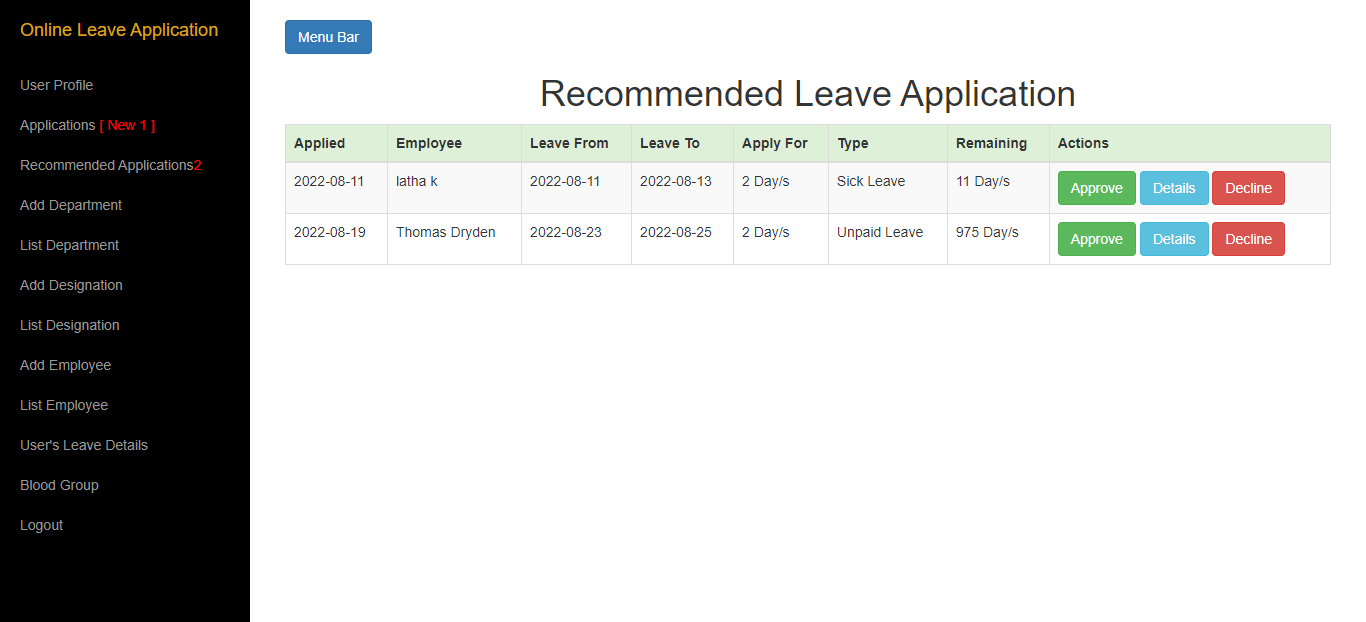 Online Leave Application
User Profile
Applications [ New 1 ]
Recommended Applications2
Add Department
List Department
Add Designation
List Designation
Add Employee
List Employee
User's Leave Details
Blood Group
Logout
Menu Bar
Recommended Leave Application
Applied Employee Leave From Leave To Apply For Type Remaining Actions
2022-08-11 latha k 2022-08-11 2022-08-13 2 Day/s Sick Leave 11 Day/s Approve Details Decline
2022-08-19 Thomas Dryden 2022-08-23 2022-08-25 2 Day/s Unpaid Leave 975 Day/s Approve Details Decline